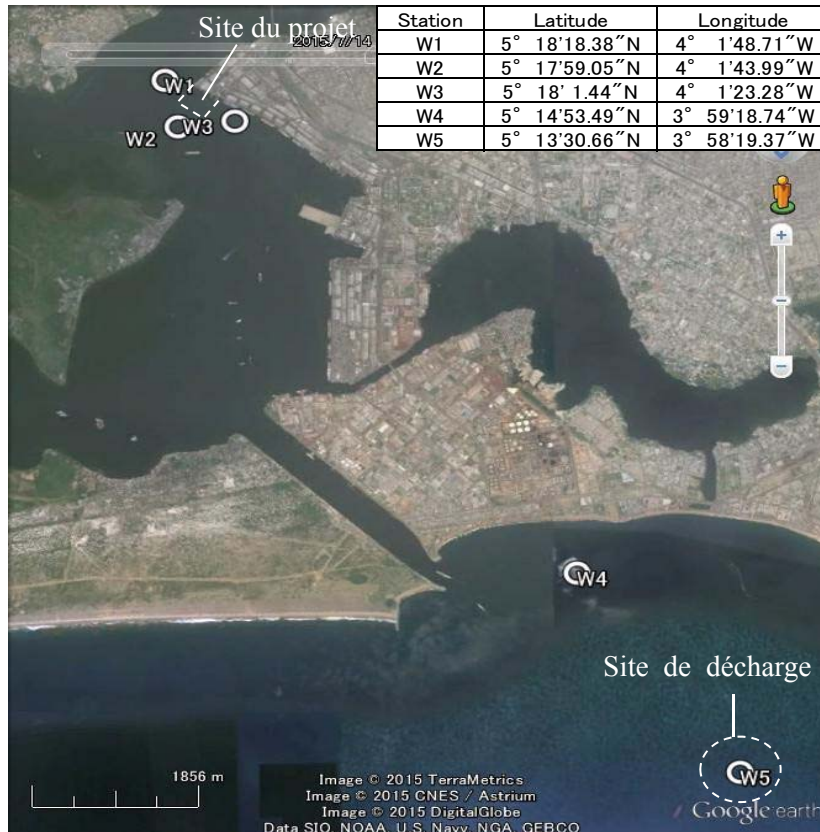 Site du projet
2015/7/14
Station Latitude Longitude
W1 5° 18'18.38″N 4° 1'48.71″W
W2 5° 17'59.05″N 4° 1'43.99″W
W3 5° 18' 1.44″N 4° 1'23.28″W
W4 5° 14'53.49″N 3° 59'18.74″W
W5 5° 13'30.66″N 3° 58'19.37″W
W1
W2
W3
W4
Site de décharge
W5
1856 m
Image © 2015 TerraMetrics
Image © 2015 CNES / Astrium
Image © 2015 DigitalGlobe
Data SIO, NOAA, U.S. Navy, NGA, GEBCO
Google earth